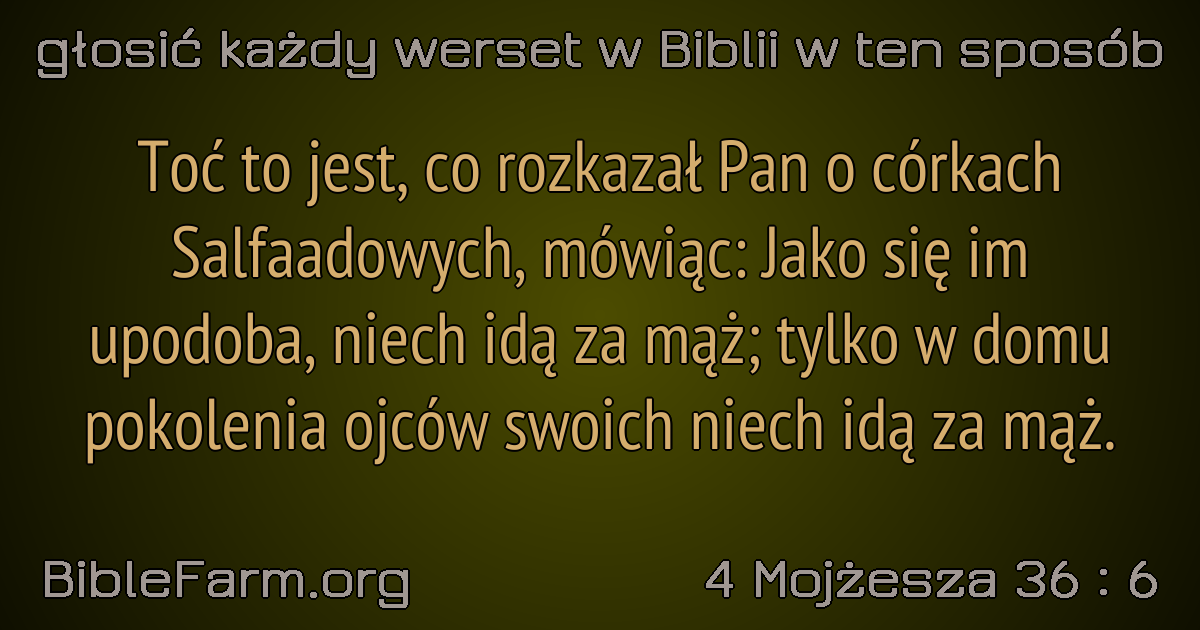 głosić każdy werset w Biblii w ten sposób
Toć to jest, co rozkazał Pan o córkach
Salfaadowych, mówiąc: Jako się im
upodoba, niech idą za mąż; tylko w domu
pokolenia ojców swoich niech idą za mąż.
BibleFarm.org
4 Mojżesza 36 : 6